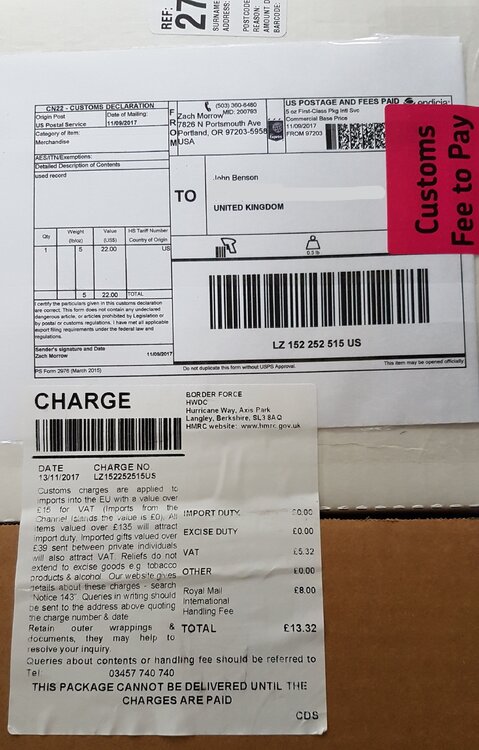 REF:
27
SURNAME
ADDRESS:
POSTCODE
REASON:
AMOUNT D
BARCODE:
CN22 - CUSTOMS DECLARATION
Origin Post
US Postal Service
Date of Mailing:
11/09/2017
Category of item:
Merchandise
AES/ITN/Exemptions:
Detailed Description of Contents
used record
Qty
Weight
(lb/oz)
Value
(US$)
HS Tariff Number
Country of Origin
1 5 22.00 US
5 22.00 TOTAL
I certify the particulars given in this customs declaration
are correct. This form does not contain any undeclared
dangerous article, or articles prohibited by Legislation or
by postal or customs regulations. I have met all applicable
export filing requirements under the federal law and
regulations.
Sender's signature and Date
Zach Morrow 11/09/2017
PS Form 2976 (March 2015)
FROM
(503) 360-6480
MID: 200793
Zach Morrow
7826 N Portsmouth Ave
Portland, OR 97203-5958
USA
US POSTAGE AND FEES PAID
endicia
5 oz First-Class Pkg Intl Svc
Commercial Base Price
11/09/2017
FROM 97203
TO
John Benson
UNITED KINGDOM
0.5 lb
LZ 152 252 515 US
Do not duplicate this form without USPS Approval.
This item may be opened officially
Customs
Fee to Pay
CHARGE
BORDER FORCE
HWDC
Hurricane Way, Axis Park
Langley, Berkshire, SL3 8AQ
HMRC website: www.hmrc.gov.uk
DATE CHARGE NO
13/11/2017 LZ152252515US
Customs charges are applied to
imports into the EU with a value over
£15 for VAT (Imports from the
Channel Islands the value is £0). All
items valued over £135 will attract
import duty. Imported gifts valued over
£39 sent between private individuals
will also attract VAT. Reliefs do not
extend to excise goods e.g. tobacco
products & alcohol. Our website gives
details about these charges - search
"Notice 143". Queries in writing should
be sent to the address above quoting
the charge number & date
Retain outer wrappings &
documents, they may help to
resolve your inquiry.
IMPORT DUTY £0.00
EXCISE DUTY £0.00
VAT £5.32
OTHER £0.00
Royal Mail £8.00
International
Handling Fee
TOTAL £13.32
Queries about contents or handling fee should be referred to
Tel: 03457 740 740
THIS PACKAGE CANNOT BE DELIVERED UNTIL THE
CHARGES ARE PAID
CDS